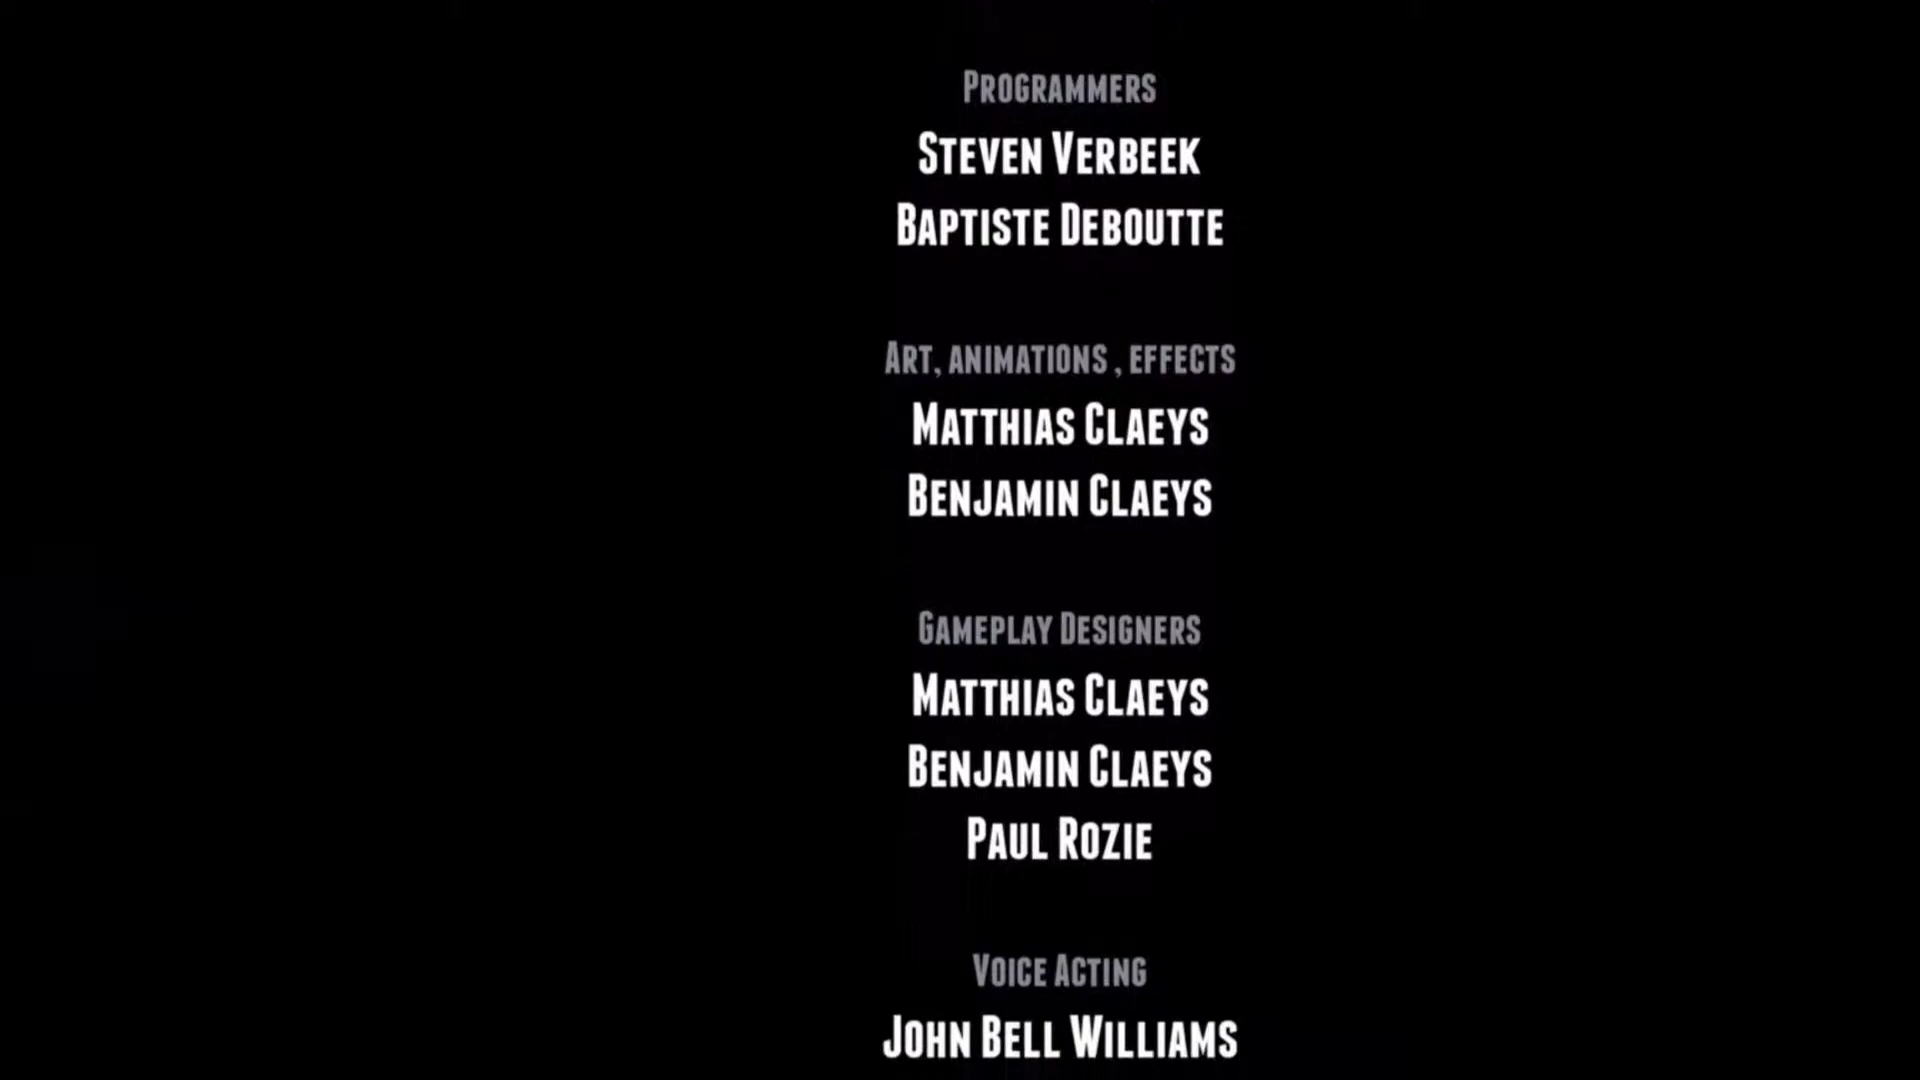 Programmers
Steven Verbeek
Baptiste Deboutte
Art, animations , effects
Matthias Claeys
Benjamin Claeys
Gameplay Designers
Matthias Claeys
Benjamin Claeys
Paul Rozie
Voice Acting
John Bell Williams